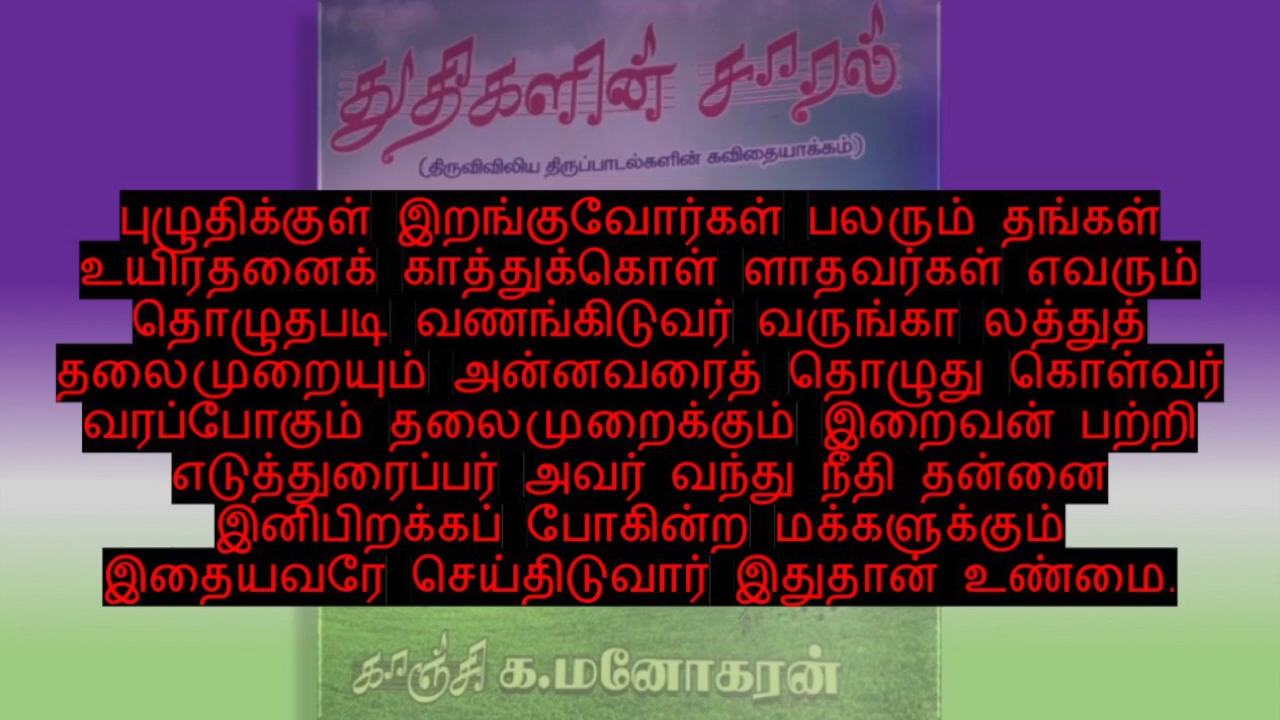 துதிகளின் சாரல்
(திருவிவிலிய திருப்பாடல்களின் கவிதையாக்கம்)
புழுதிக்குள் இறங்குவோர்கள் பலரும் தங்கள்
உயிர்தனைக் காத்துக்கொள் ளாதவர்கள் எவரும்
தொழுதபடி வணங்கிடுவர் வருங்கா லத்துத்
தலைமுறையும் அன்னவரைத் தொழுது கொள்வர்
வரப்போகும் தலைமுறைக்கும் இறைவன் பற்றி
எடுத்துரைப்பர் அவர் வந்து நீதி தன்னை
இனிபிறக்கப் போகின்ற மக்களுக்கும்
இதையவரே செய்திடுவார் இதுதான் உண்மை.
காஞ்சி க.மனோகரன்